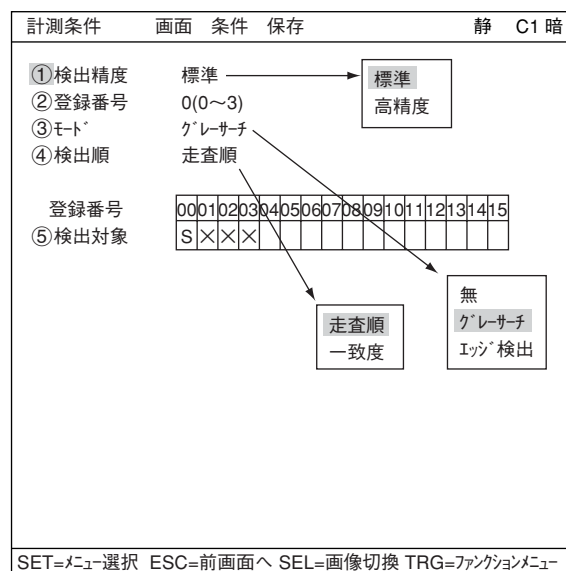 計測条件 画面 条件 保存 静 C1暗
①検出精度 標準
標準
高精度
②登録番号 0(0～3)
③ﾓｰﾄﾞ ｸﾞﾚｰｻｰﾁ
④検出順 走査順
登録番号 00 01 02 03 04 05 06 07 08 09 10 11 12 13 14 15
⑤検出対象 S × × ×
走査順
一致度
無
ｸﾞﾚｰｻｰﾁ
ｴｯｼﾞ検出
SET=ﾒﾆｭｰ選択 ESC=前画面へ SEL=画像切換 TRG=ﾌｧﾝｸｼｮﾝﾒﾆｭｰ